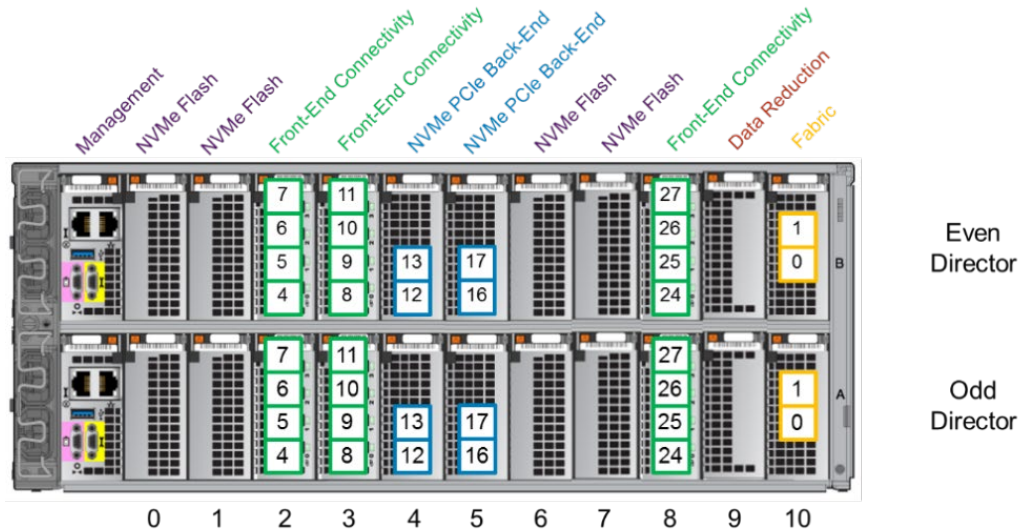 Management
NVMe Flash
NVMe Flash
Front-End Connectivity
Front-End Connectivity
NVMe PCIe Back-End
NVMe PCIe Back-End
NVMe Flash
NVMe Flash
Front-End Connectivity
Data Reduction
Fabric
7 11 27
6 10 26 1
5 9 13 17 25 0
4 8 12 16 24
B
Even
Director
7 11 27
6 10 26 1
5 9 13 17 25 0
4 8 12 16 24
A
Odd
Director
0 1 2 3 4 5 6 7 8 9 10